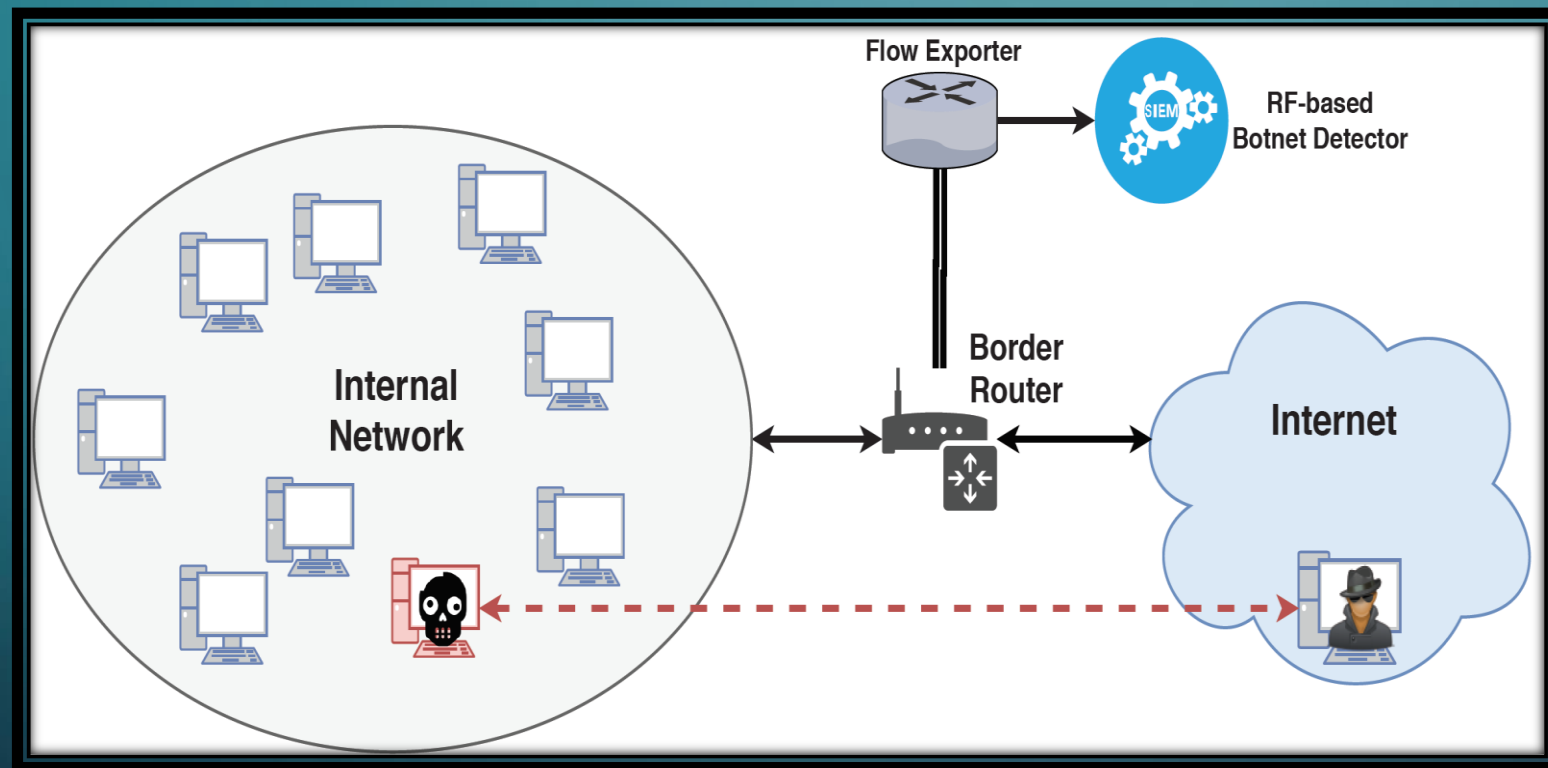 Flow Exporter
SIEM
RF-based
Botnet Detector
Internal
Network
Border
Router
Internet